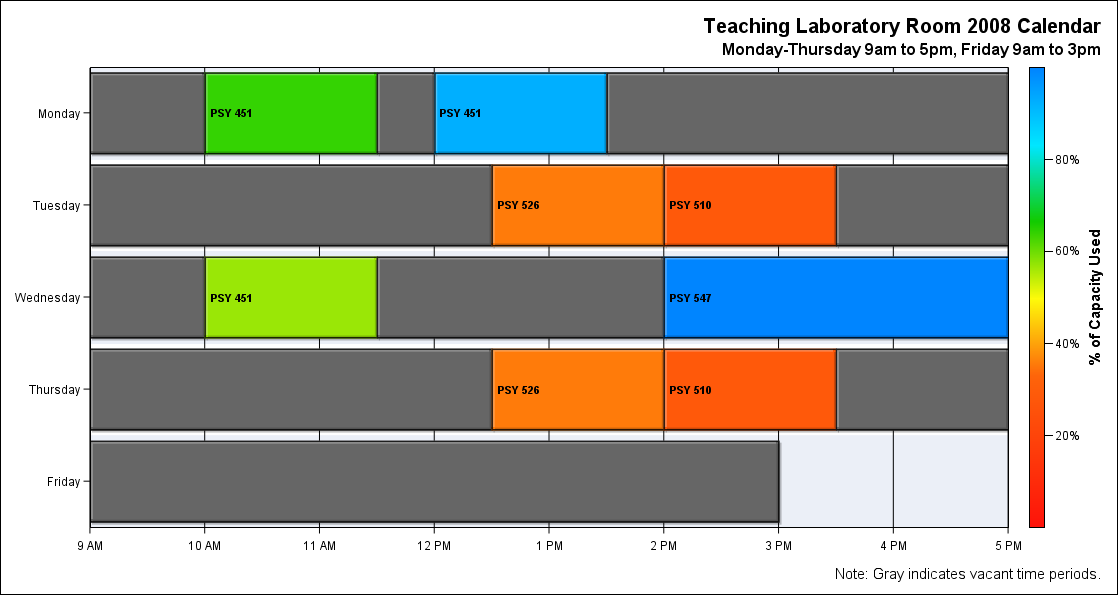 Teaching Laboratory Room 2008 Calendar
Monday-Thursday 9am to 5pm, Friday 9am to 3pm
Monday
PSY 451
PSY 451
80%
Tuesday
PSY 526
PSY 510
60%
% of Capacity Used
Wednesday
PSY 451
PSY 547
40%
Thursday
PSY 526
PSY 510
20%
Friday
9 AM
10 AM
11 AM
12 PM
1 PM
2 PM
3 PM
4 PM
5 PM
Note: Gray indicates vacant time periods.